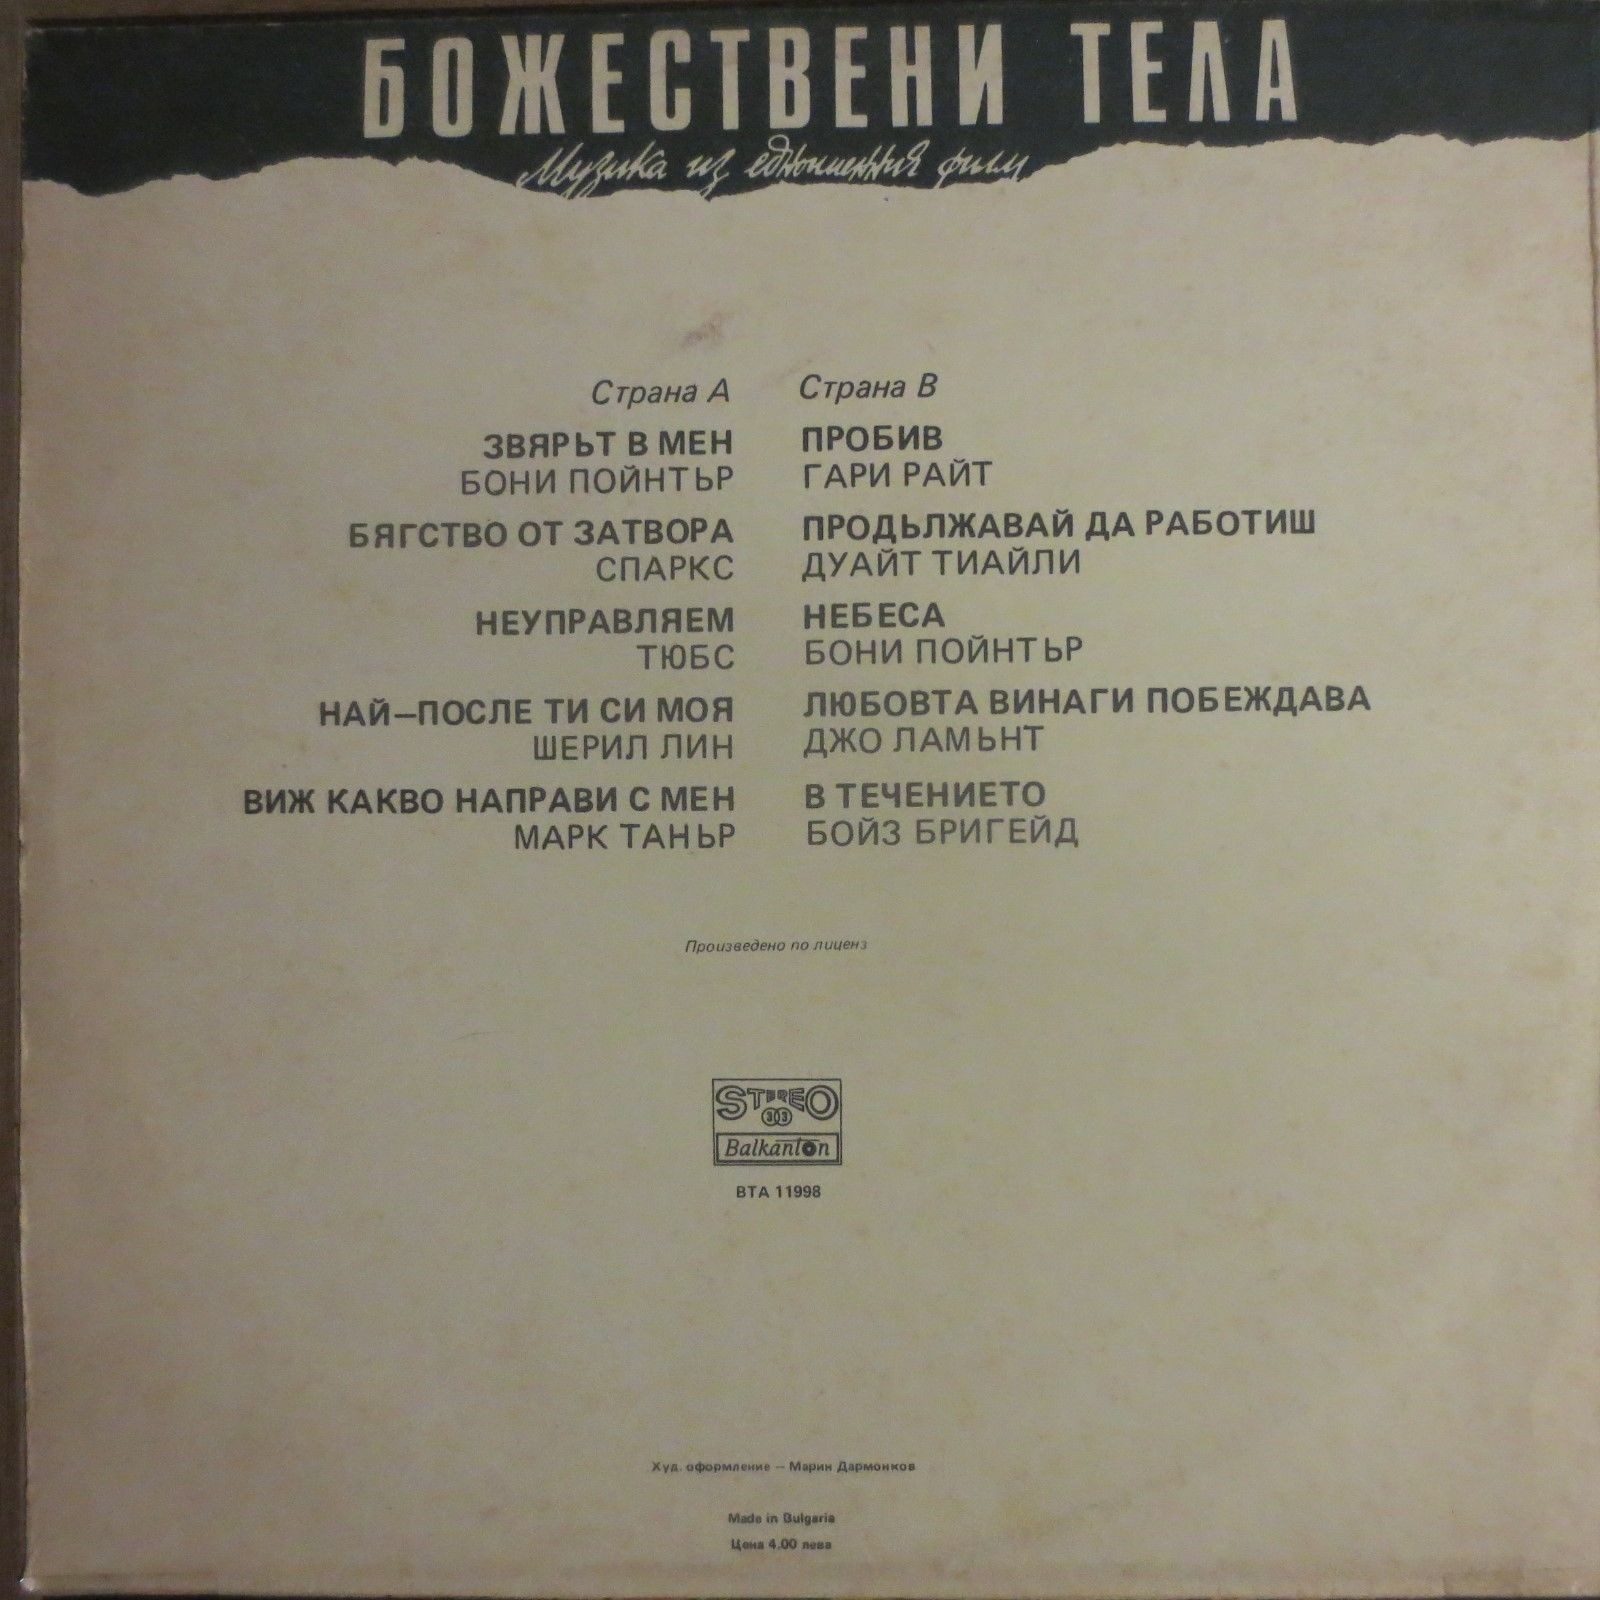 БОЖЕСТВЕНИ ТЕЛА
Музика из едноименния филм
Страна А
ЗВЯРЪТ В МЕН
БОНИ ПОЙНТЪР
БЯГСТВО ОТ ЗАТВОРА
СПАРКС
НЕУПРАВЛЯЕМ
ТЮБС
НАЙ–ПОСЛЕ ТИ СИ МОЯ
ШЕРИЛ ЛИН
ВИЖ КАКВО НАПРАВИ С МЕН
МАРК ТАНЪР
Страна В
ПРОБИВ
ГАРИ РАЙТ
ПРОДЪЛЖАВАЙ ДА РАБОТИШ
ДУАЙТ ТИАЙЛИ
НЕБЕСА
БОНИ ПОЙНТЪР
ЛЮБОВТА ВИНАГИ ПОБЕЖДАВА
ДЖО ЛАМЪНТ
В ТЕЧЕНИЕТО
БОЙЗ БРИГЕЙД
Произведено по лиценз
STEREO
303
Balkanton
ВТА 11998
Худ. оформление – Марин Дармонков
Made in Bulgaria
Цена 4.00 лева